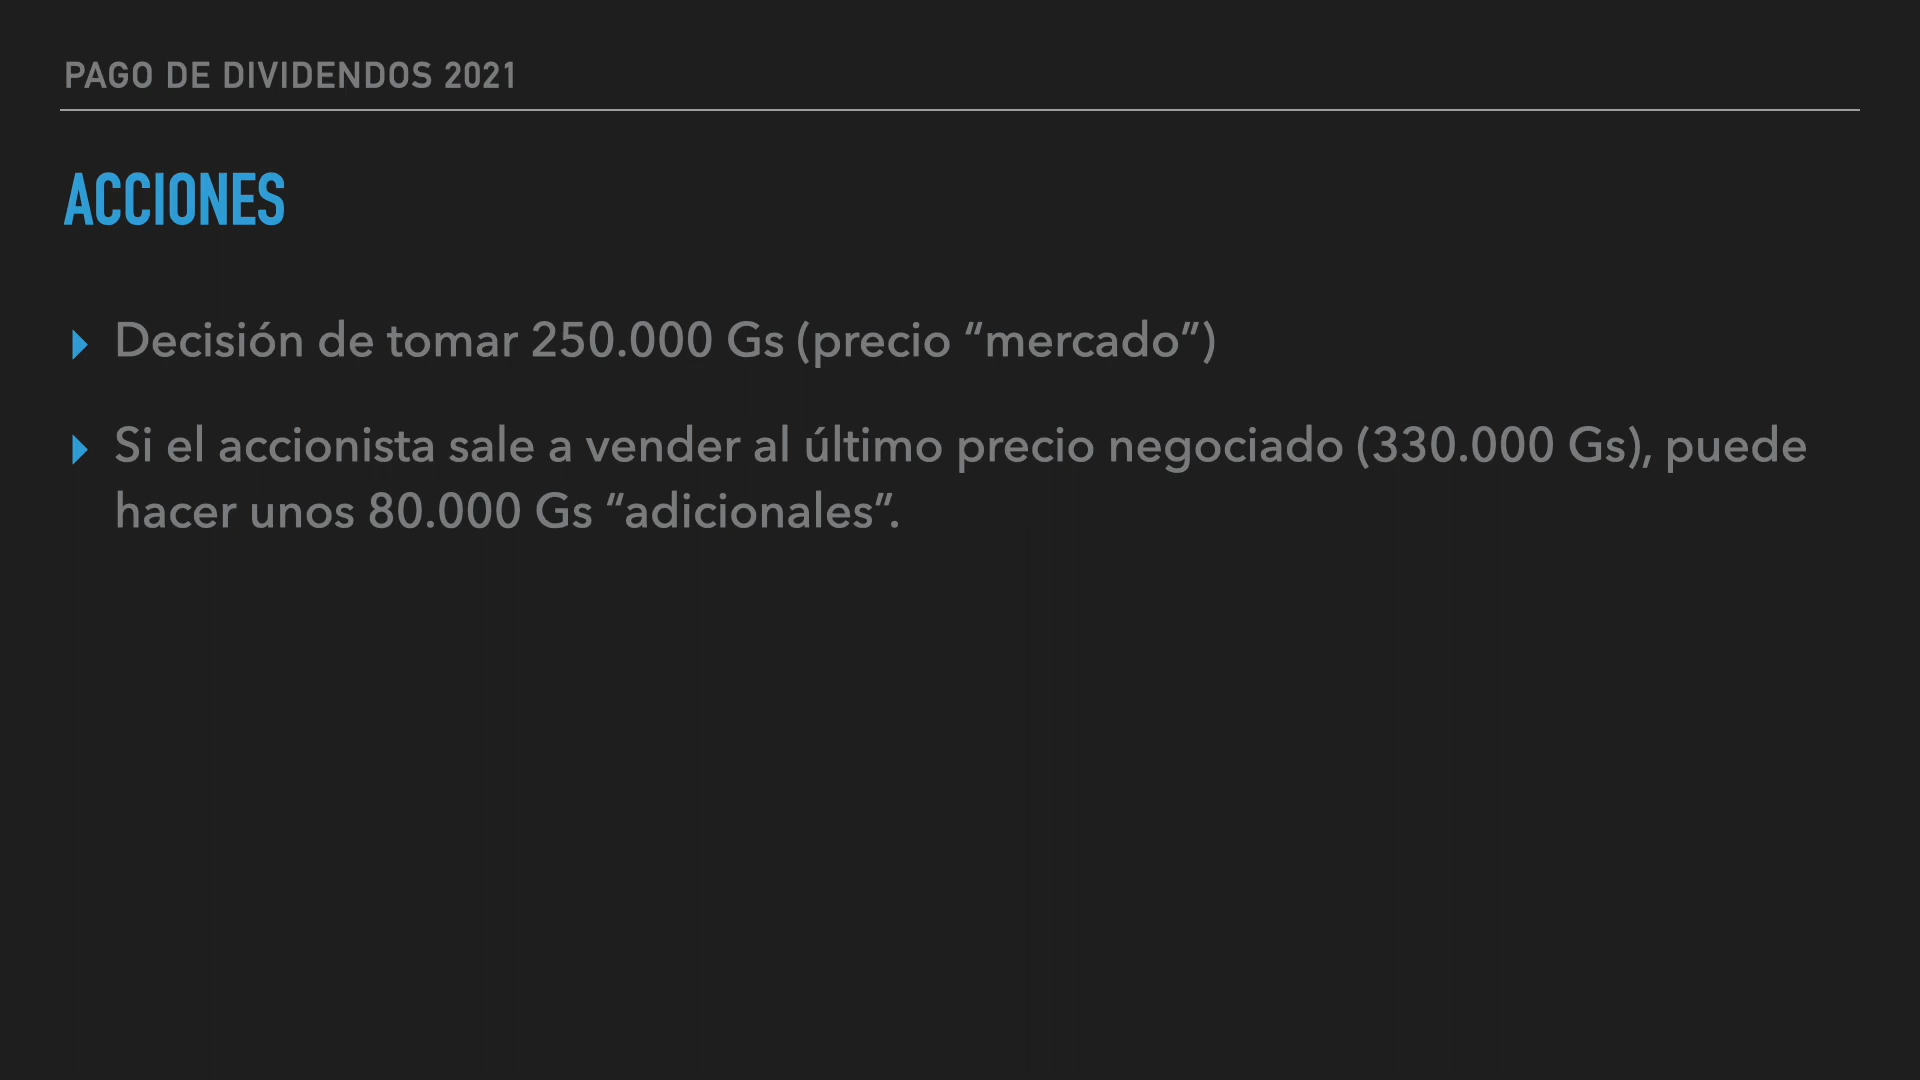 PAGO DE DIVIDENDOS 2021
ACCIONES
Decisión de tomar 250.000 Gs (precio “mercado”)
Si el accionista sale a vender al último precio negociado (330.000 Gs), puede
hacer unos 80.000 Gs “adicionales”.